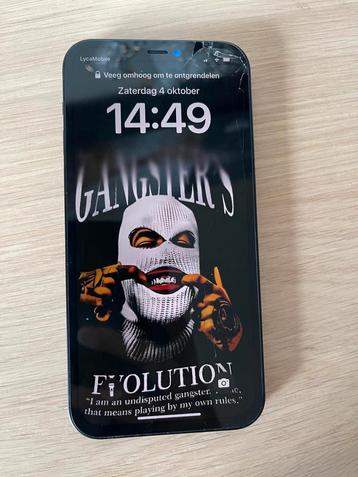 LycaMobile
Veeg omhoog om te ontgrendelen
Zaterdag 4 oktober
14:49
GANGSTER'S
EVOLUTION
"I am an undisputed gangster.
that means playing by my own rules."